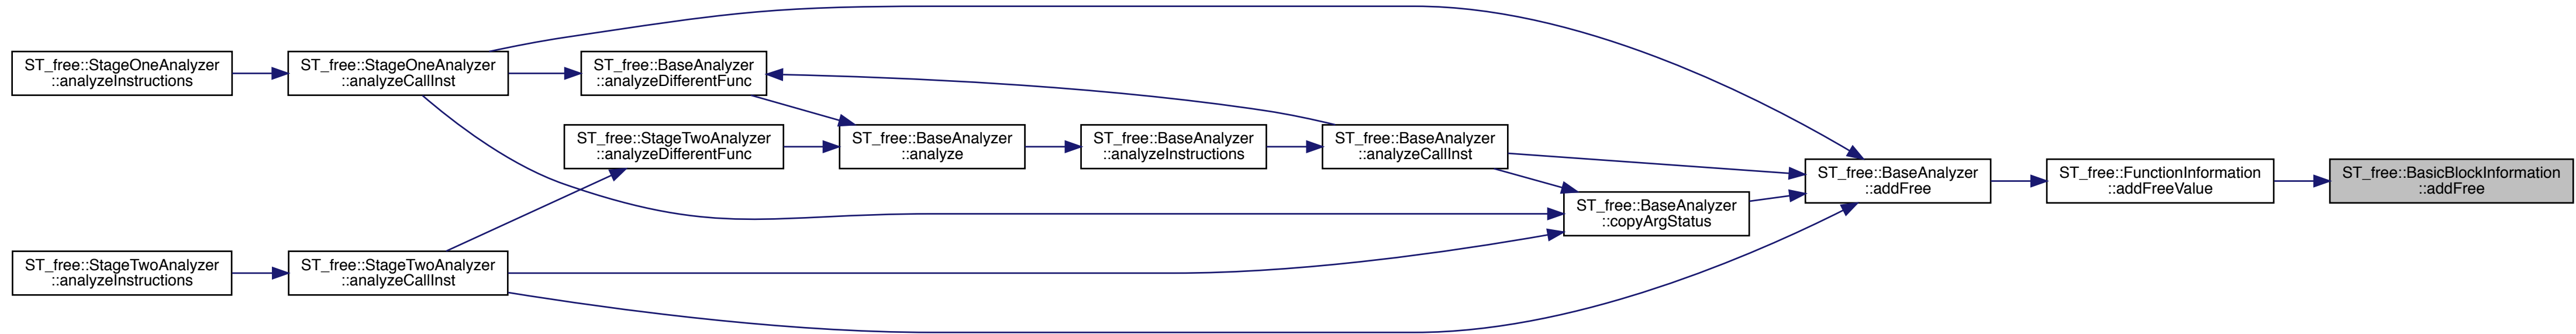 ST_free::StageOneAnalyzer
::analyzeInstructions
ST_free::StageOneAnalyzer
::analyzeCallInst
ST_free::BaseAnalyzer
::analyzeDifferentFunc
ST_free::StageTwoAnalyzer
::analyzeDifferentFunc
ST_free::BaseAnalyzer
::analyze
ST_free::BaseAnalyzer
::analyzeInstructions
ST_free::BaseAnalyzer
::analyzeCallInst
ST_free::BaseAnalyzer
::copyArgStatus
ST_free::BaseAnalyzer
::addFree
ST_free::FunctionInformation
::addFreeValue
ST_free::BasicBlockInformation
::addFree
ST_free::StageTwoAnalyzer
::analyzeInstructions
ST_free::StageTwoAnalyzer
::analyzeCallInst